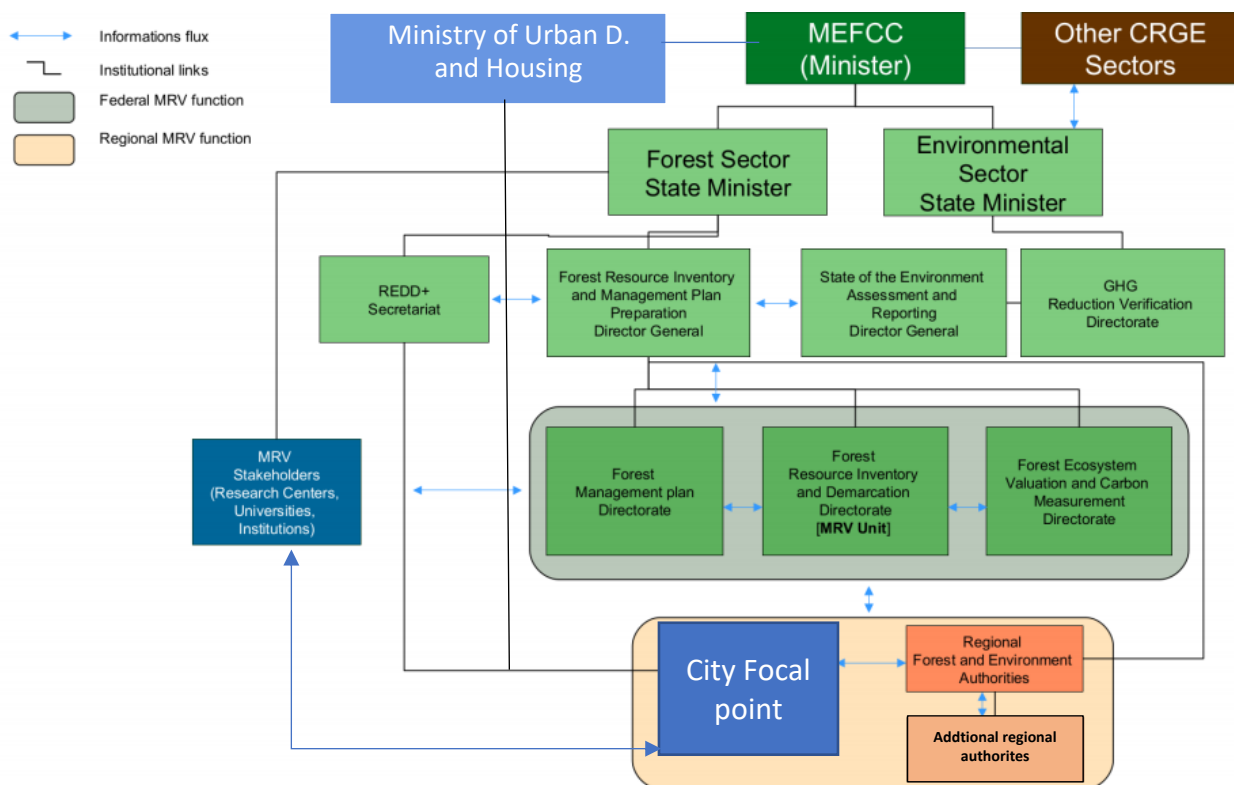 Informations flux
Institutional links
Federal MRV function
Regional MRV function
Ministry of Urban D.
and Housing
MEFCC
(Minister)
Other CRGE
Sectors
Forest Sector
State Minister
Environmental
Sector
State Minister
REDD+
Secretariat
Forest Resource Inventory
and Management Plan
Preparation
Director General
State of the Environment
Assessment and
Reporting
Director General
GHG
Reduction Verification
Directorate
MRV
Stakeholders
(Research Centers,
Universities,
Institutions)
Forest
Management plan
Directorate
Forest
Resource Inventory
and Demarcation
Directorate
[MRV Unit]
Forest Ecosystem
Valuation and Carbon
Measurement
Directorate
City Focal
point
Regional
Forest and Environment
Authorities
Addtional regional
authorites